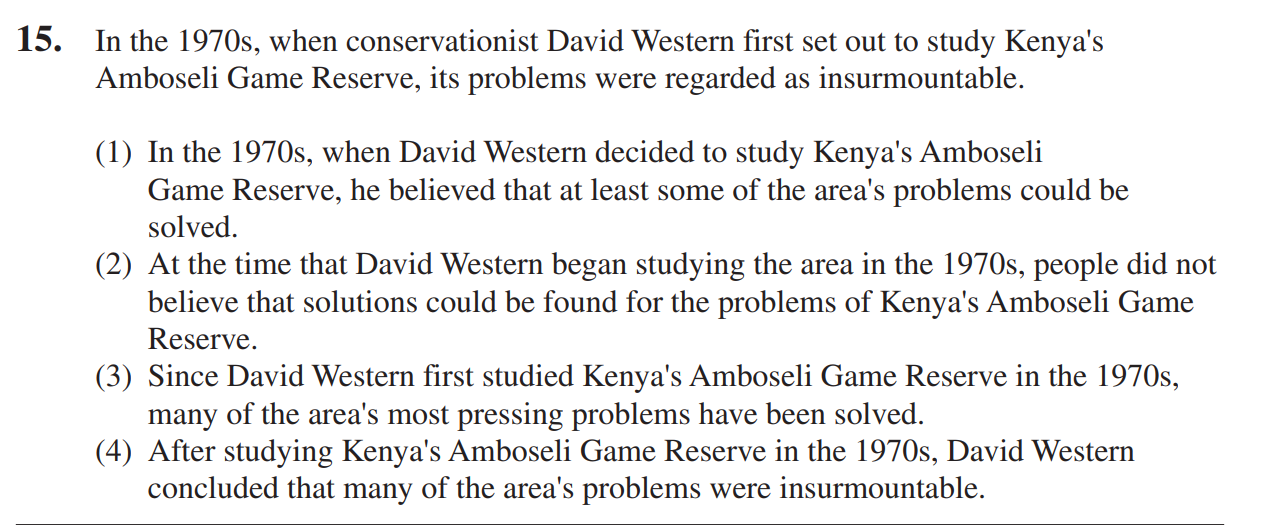 15. In the 1970s, when conservationist David Western first set out to study Kenya's
Amboseli Game Reserve, its problems were regarded as insurmountable.
(1) In the 1970s, when David Western decided to study Kenya's Amboseli
Game Reserve, he believed that at least some of the area's problems could be
solved.
(2) At the time that David Western began studying the area in the 1970s, people did not
believe that solutions could be found for the problems of Kenya's Amboseli Game
Reserve.
(3) Since David Western first studied Kenya's Amboseli Game Reserve in the 1970s,
many of the area's most pressing problems have been solved.
(4) After studying Kenya's Amboseli Game Reserve in the 1970s, David Western
concluded that many of the area's problems were insurmountable.